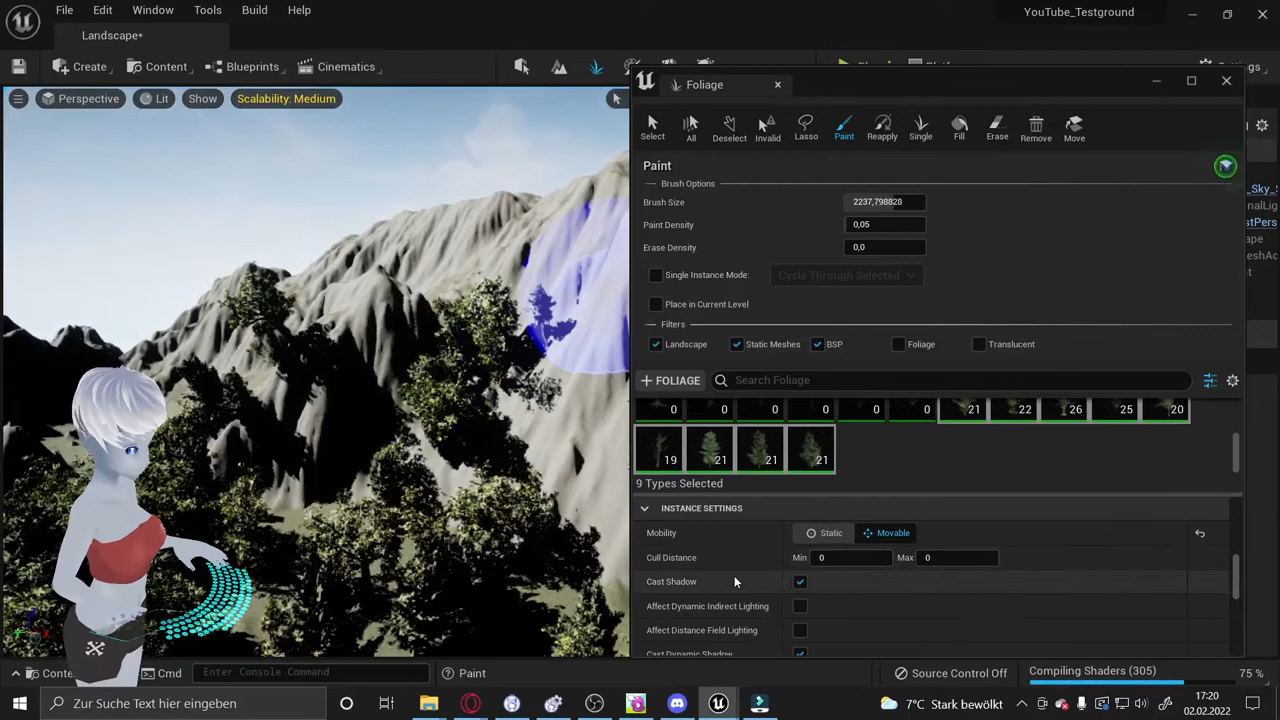 File Edit Window Tools Build Help
YouTube_Testground
Landscape*
Create Content Blueprints Cinematics
Foliage
Perspective Lit Show Scalability: Medium
Select All Deselect Invalid Lasso Paint Reapply Single Fill Erase Remove Move
Paint
Brush Options
Brush Size 2237,798828
Paint Density 0,05
Erase Density 0,0
Single Instance Mode: Cycle Through Selected
Place in Current Level
Filters
Landscape Static Meshes BSP Foliage Translucent
FOLIAGE Search Foliage
0 0 0 0 0 0 21 22 26 25 20
19 21 21 21
9 Types Selected
INSTANCE SETTINGS
Mobility Static Movable
Cull Distance Min 0 Max 0
Cast Shadow
Affect Dynamic Indirect Lighting
Affect Distance Field Lighting
Cast Dynamic Shadow
Cmd Enter Console Command Paint Source Control Off Compiling Shaders (305) 75 %
Zur Suche Text hier eingeben 7°C Stark bewölkt 17:20
02.02.2022